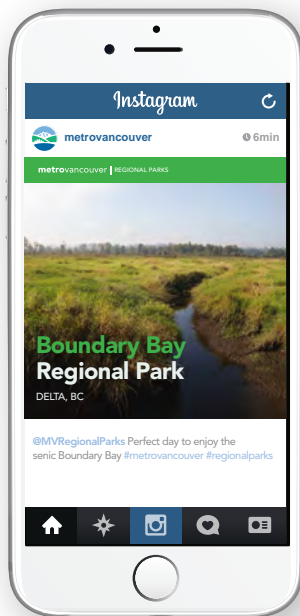 Instagram
metrovancouver 6min
metrovancouver | REGIONAL PARKS
Boundary Bay
Regional Park
DELTA, BC
@MVRegionalParks Perfect day to enjoy the
senic Boundary Bay #metrovancouver #regionalparks